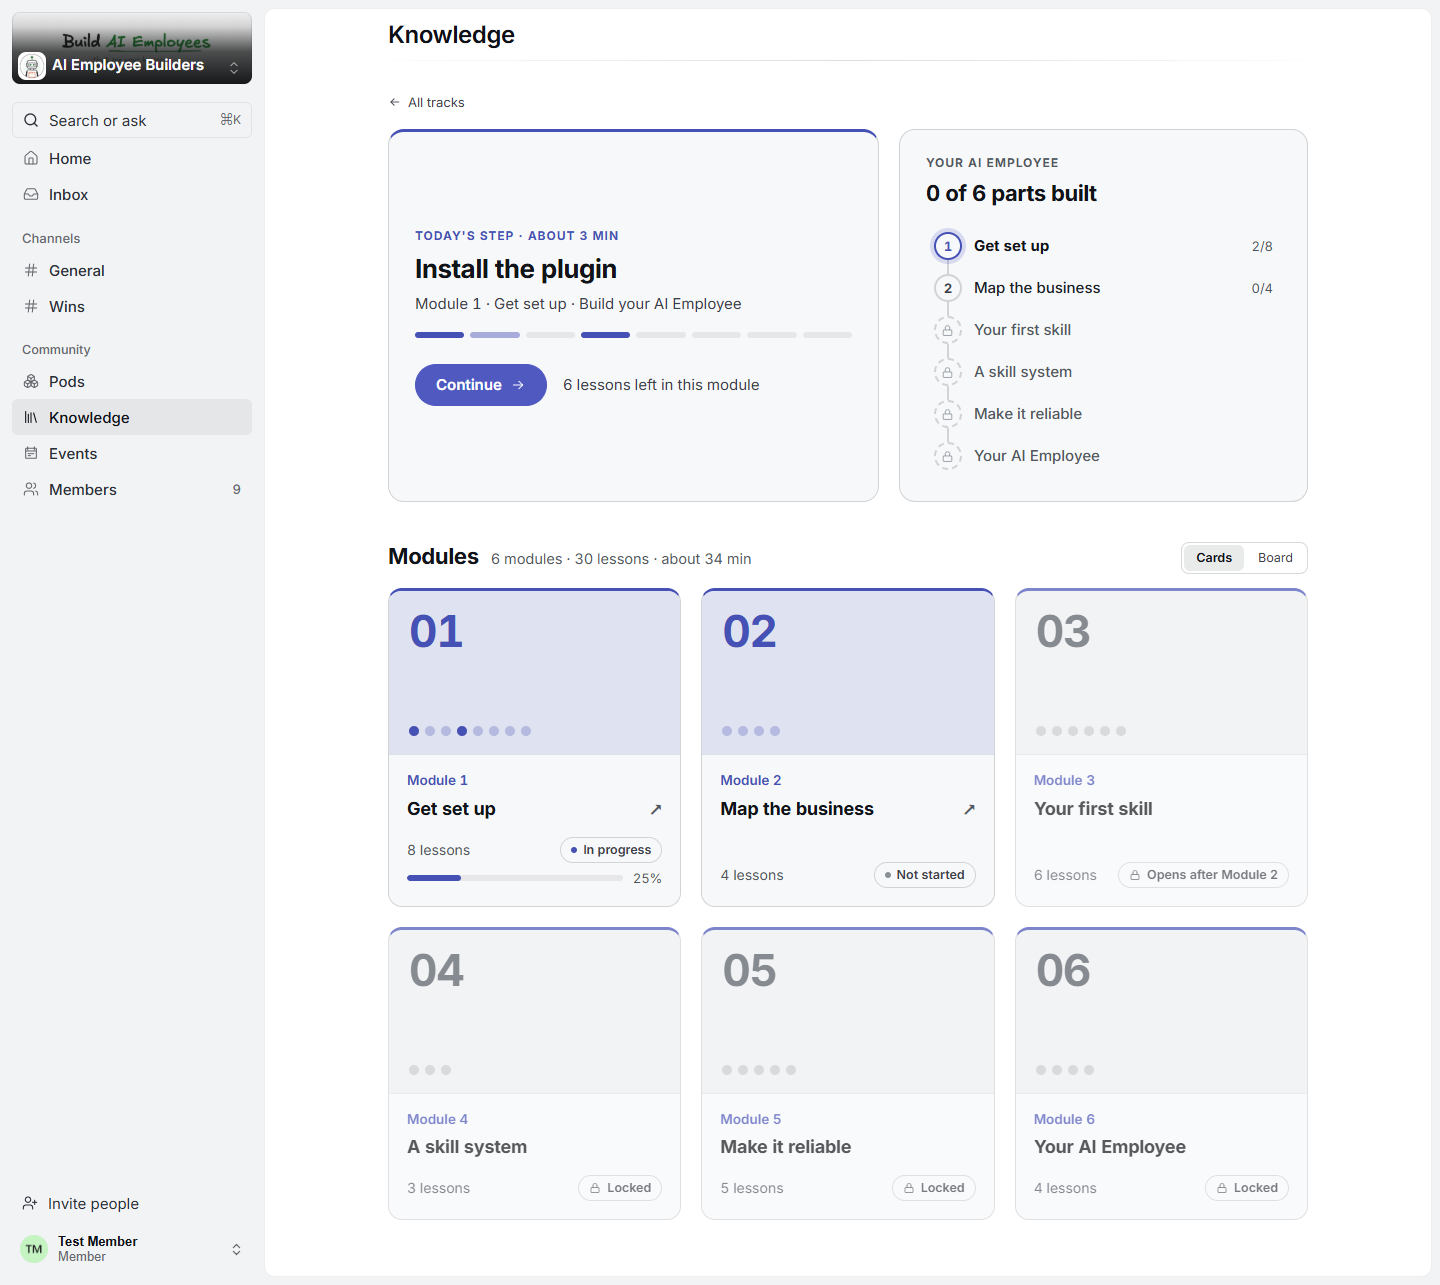 Build AI Employees
AI Employee Builders
Search or ask
⌘K
Home
Inbox
Channels
General
Wins
Community
Pods
Knowledge
Events
Members
9
Invite people
TM
Test Member
Member
Knowledge
← All tracks
TODAY'S STEP · ABOUT 3 MIN
Install the plugin
Module 1 · Get set up · Build your AI Employee
Continue →
6 lessons left in this module
YOUR AI EMPLOYEE
0 of 6 parts built
1 Get set up 2/8
2 Map the business 0/4
Your first skill
A skill system
Make it reliable
Your AI Employee
Modules
6 modules · 30 lessons · about 34 min
Cards
Board
01
Module 1
Get set up ↗
8 lessons
In progress
25%
02
Module 2
Map the business ↗
4 lessons
Not started
03
Module 3
Your first skill
6 lessons
Opens after Module 2
04
Module 4
A skill system
3 lessons
Locked
05
Module 5
Make it reliable
5 lessons
Locked
06
Module 6
Your AI Employee
4 lessons
Locked